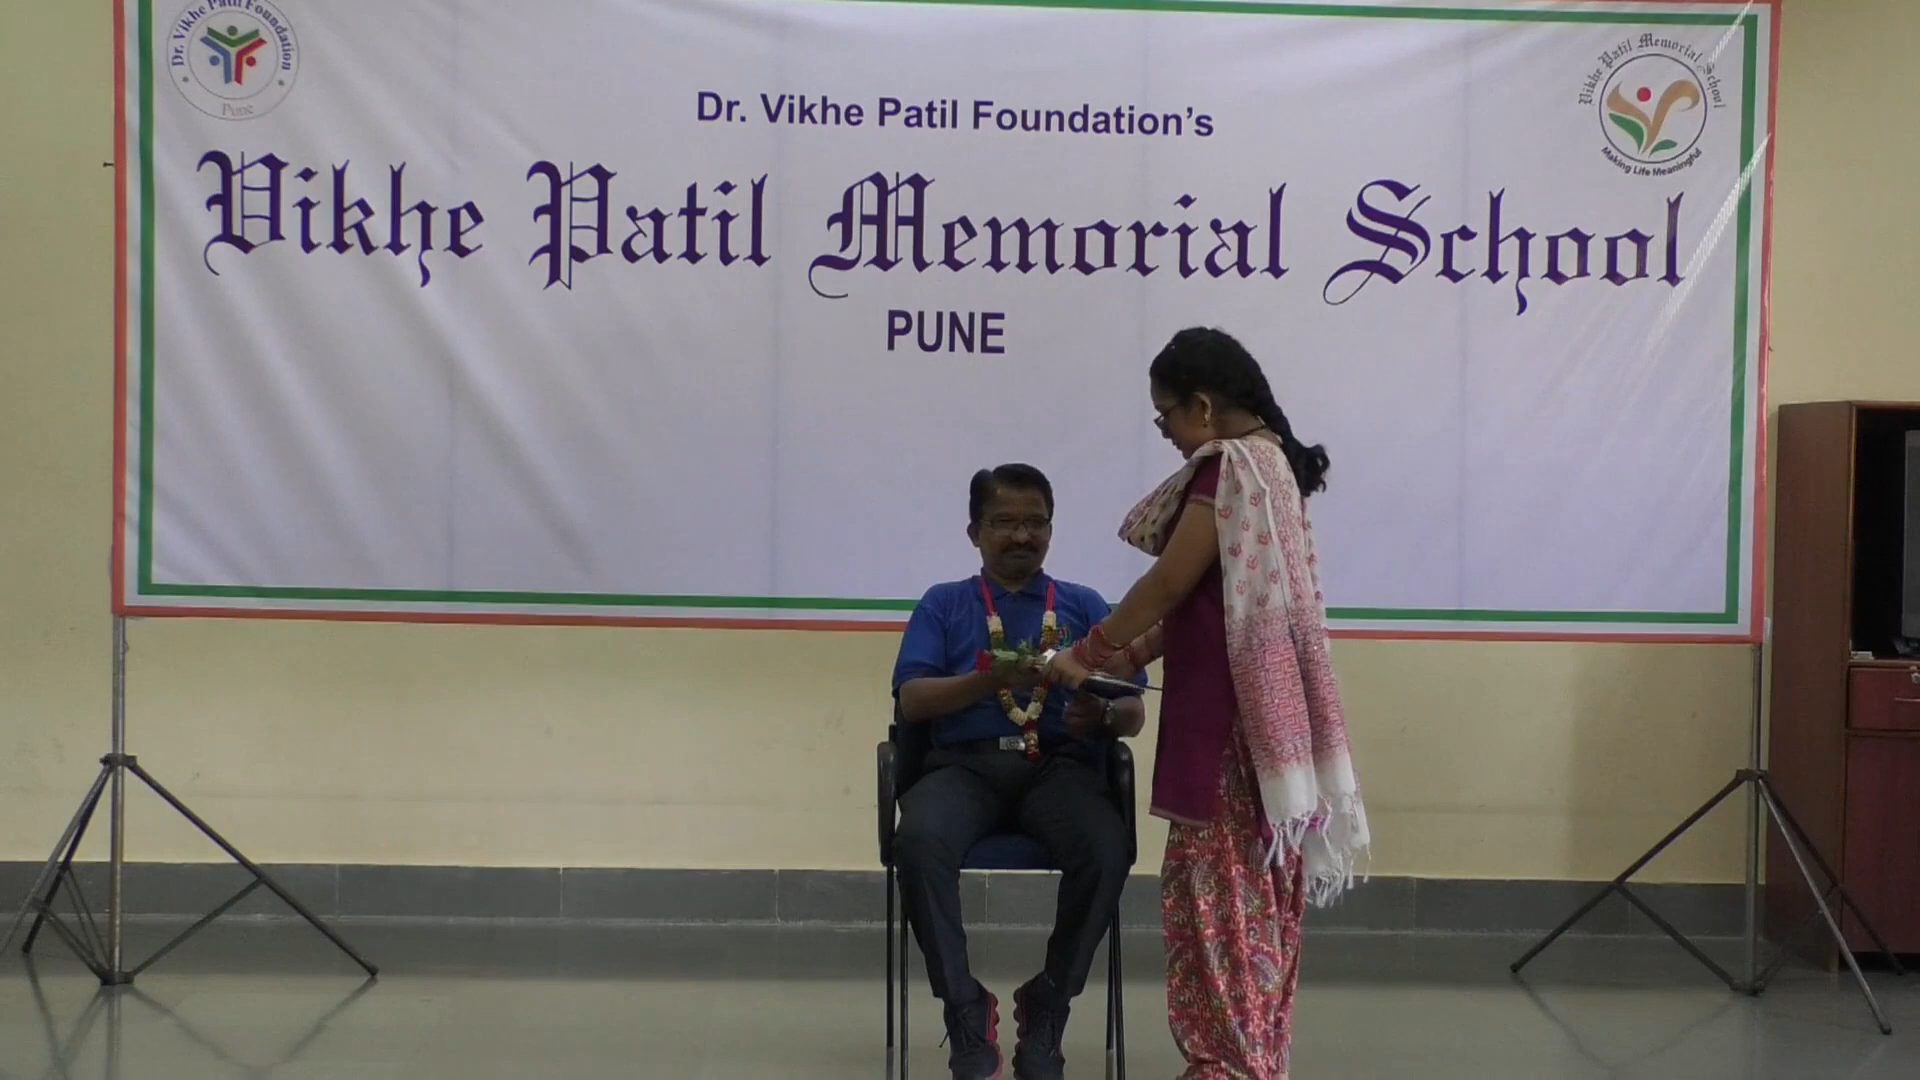 Dr. Vikhe Patil Foundation
Pune
Vikhe Patil Memorial School
Making Life Meaningful
Dr. Vikhe Patil Foundation's
Vikhe Patil Memorial School
PUNE